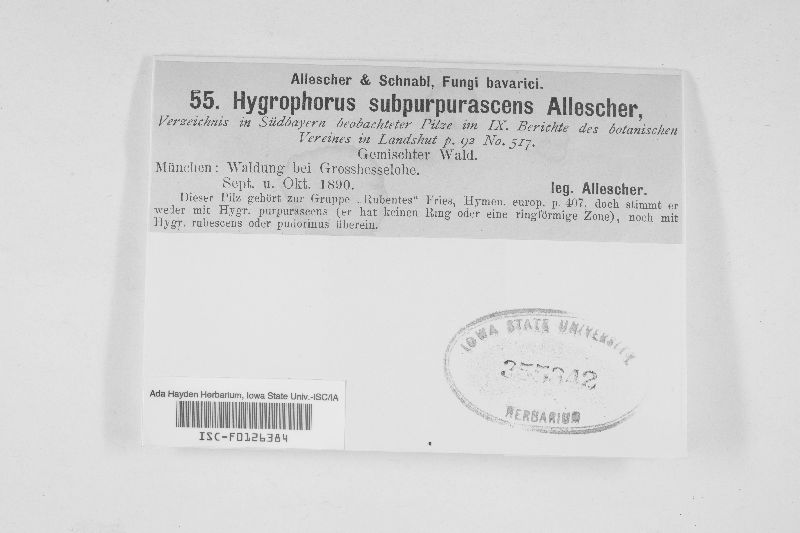 Allescher & Schnabl, Fungi bavarici.
55. Hygrophorus subpurpurascens Allescher,
Verzeichnis in Südbayern beobachteter Pilze im IX. Berichte des botanischen
Vereines in Landshut p. 92 No. 517.
Gemischter Wald.
München: Waldung bei Grosshesselohe.
Sept. u. Okt. 1890. leg. Allescher.
Dieser Pilz gehört zur Gruppe „Rubentes“ Fries, Hymen. europ. p. 407. doch stimmt er
weder mit Hygr. purpurascens (er hat keinen Ring oder eine ringförmige Zone), noch mit
Hygr. rubescens oder pudorinus überein.
IOWA STATE UNIVERSITY
355342
HERBARIUM
Ada Hayden Herbarium, Iowa State Univ.-ISC/IA
ISC-F0126384